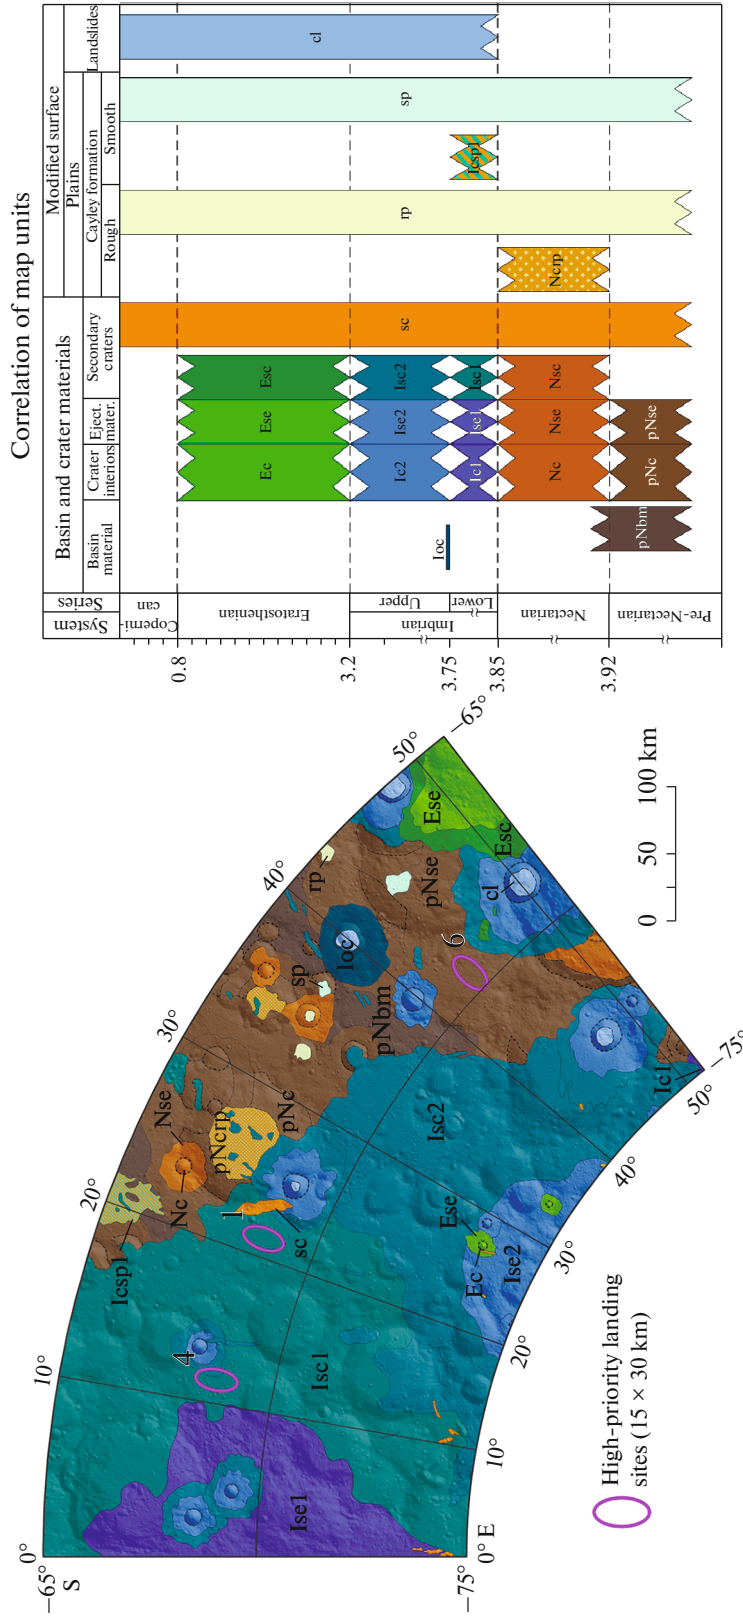 −65°
S
0°
10°
20°
30°
40°
50°
−65°
−75°
0° E
10°
20°
30°
40°
50°
−75°
Icsp1
Nc
Nse
pNcrp
pNc
1
sc
4
Isc1
Ise1
sp
Ioc
rp
pNbm
pNse
6
Ese
Esc
cl
Isc2
Ese
Ec
Ise2
Ic1
High-priority landing
sites (15 × 30 km)
0
50
100 km
Correlation of map units
System
Series
Basin and crater materials
Modified surface
Plains
Landslides
Cayley formation
Basin
material
Crater
interiors
Eject.
mater.
Secondary
craters
Rough
Smooth
Coperni-
can
Eratosthenian
Imbrian
Upper
Lower
Nectarian
Pre-Nectarian
0.8
3.2
3.75
3.85
3.92
Ec
Ese
Esc
sc
rp
sp
cl
Ioc
Ic2
Ise2
Isc2
Ic1
Ise1
Isc1
Icsp1
Nc
Nse
Nsc
Ncrp
pNbm
pNc
pNse